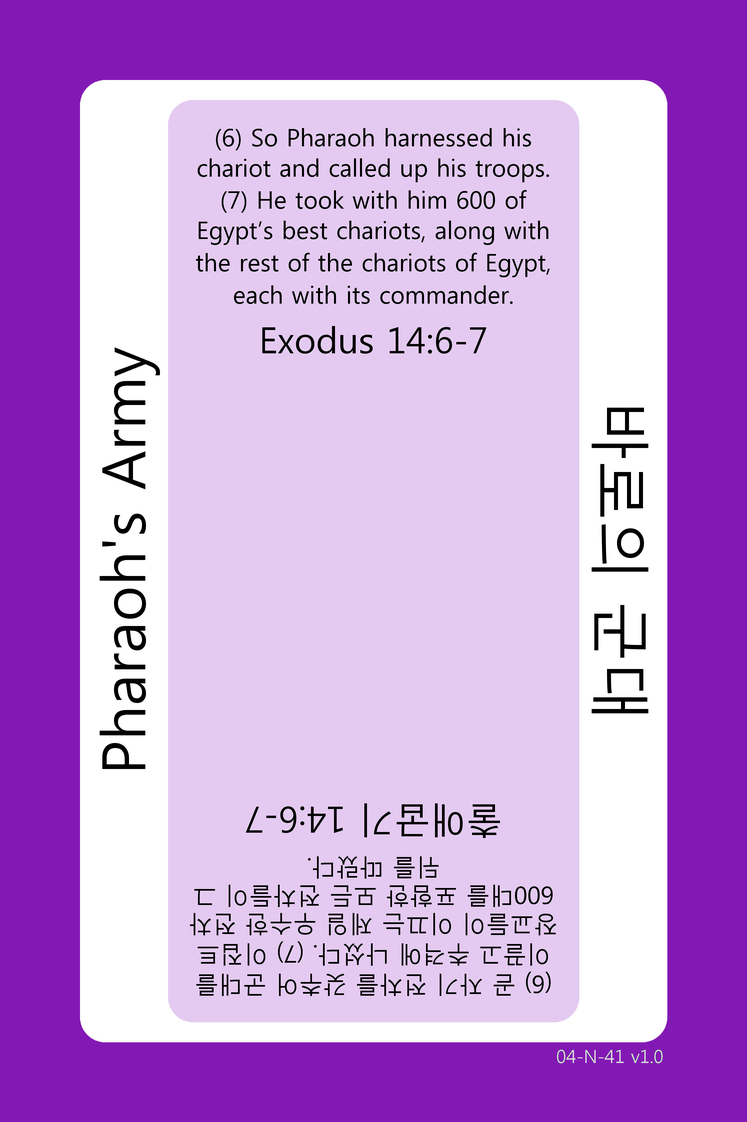 (6) So Pharaoh harnessed his
chariot and called up his troops.
(7) He took with him 600 of
Egypt’s best chariots, along with
the rest of the chariots of Egypt,
each with its commander.
Exodus 14:6-7
Pharaoh's Army
바로의 군대
출애굽기 14:6-7
(6) 곧 자기 전차를 갖추어 군대를
이끌고 추격에 나섰다. (7) 이집트
장교들이 이끄는 제일 우수한 전차
600대를 포함한 모든 전차들이 그
뒤를 따랐다.
04-N-41 v1.0